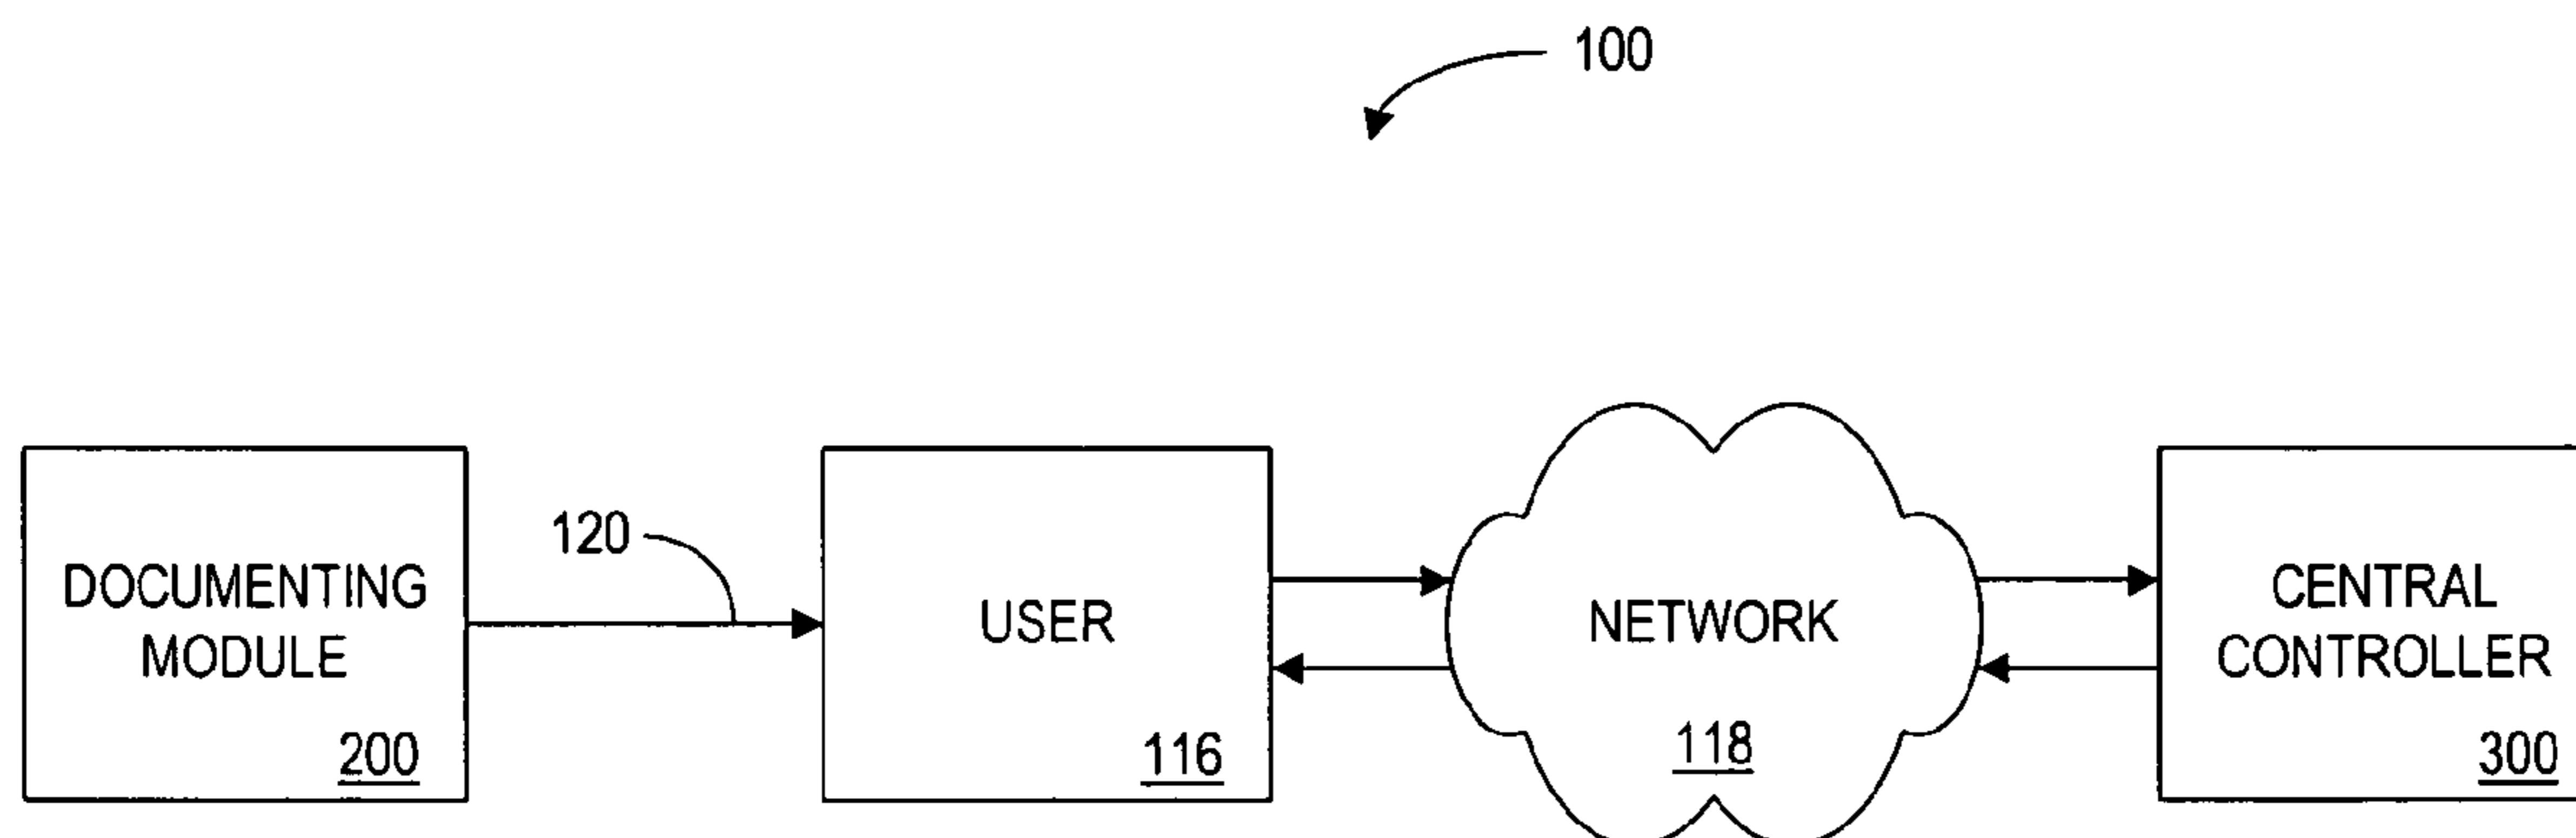 100
120
DOCUMENTING
MODULE
200
USER
116
NETWORK
118
CENTRAL
CONTROLLER
300